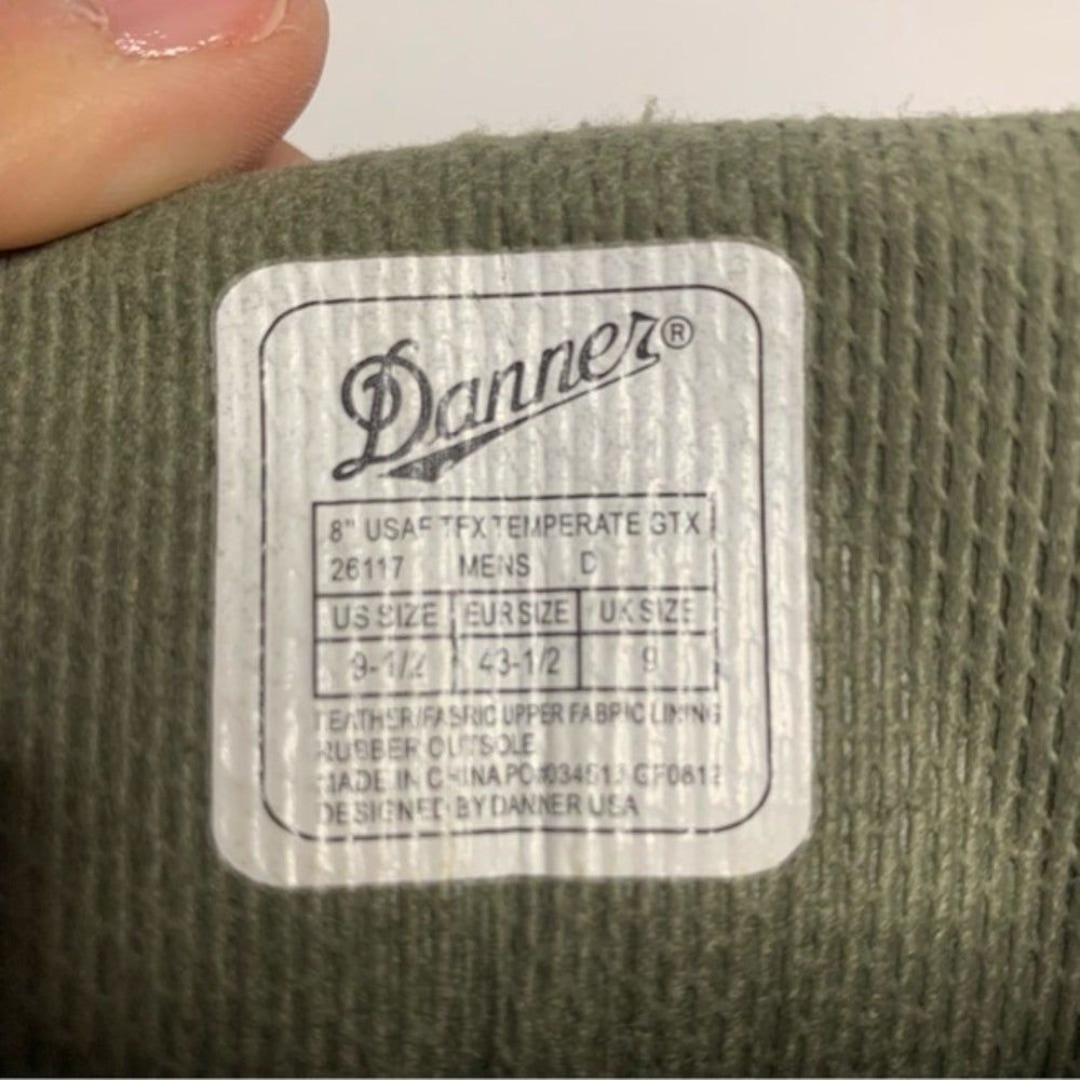 Danner®
8" USAF TFX TEMPERATE GTX
26117 MENS D
US SIZE EUR SIZE UK SIZE
9-1/2 43-1/2 9
LEATHER/FABRIC UPPER FABRIC LINING
RUBBER OUTSOLE
MADE IN CHINA
DESIGNED BY DANNER USA